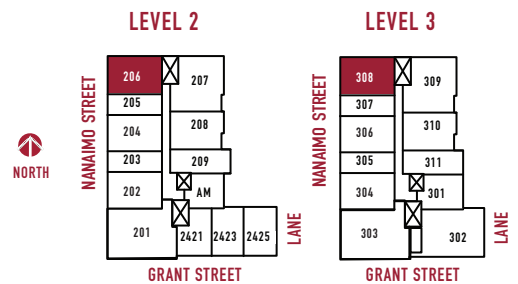 LEVEL 2
NANAIMO STREET
206
207
205
204
208
203
209
202
AM
201
2421
2423
2425
LANE
GRANT STREET
NORTH
LEVEL 3
NANAIMO STREET
308
309
307
306
310
305
311
304
301
303
302
LANE
GRANT STREET